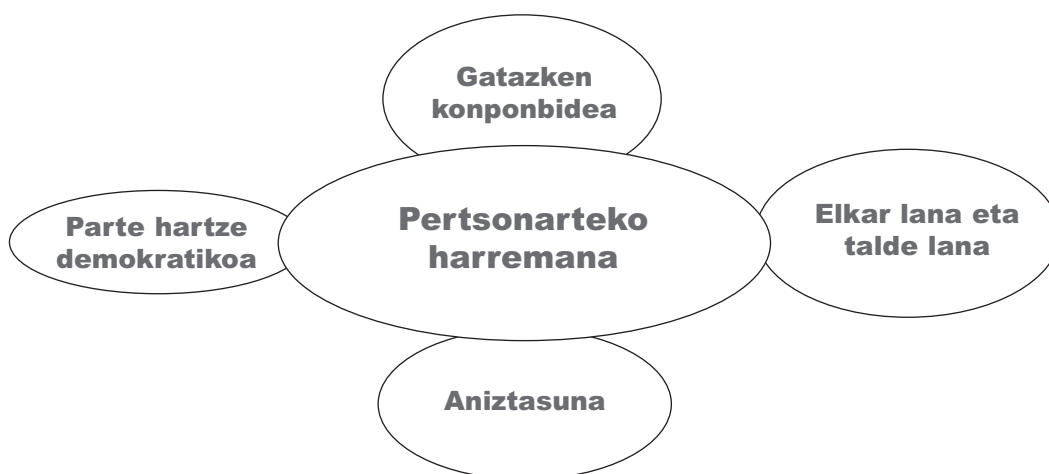 Gatazken
konponbidea
Parte hartze
demokratikoa
Pertsonarteko
harremana
Elkar lana eta
talde lana
Aniztasuna